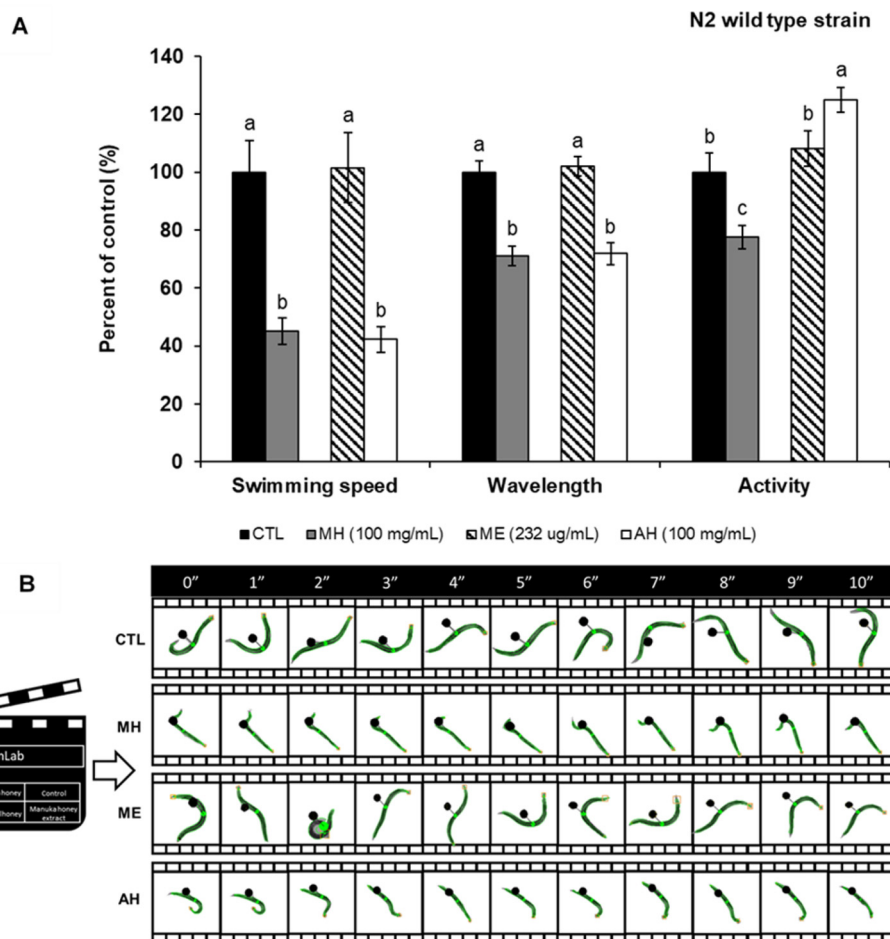 A
N2 wild type strain
Percent of control (%)
140
120
100
80
60
40
20
0
a
b
a
b
a
b
a
b
b
c
b
a
Swimming speed
Wavelength
Activity
CTL
MH (100 mg/mL)
ME (232 ug/mL)
AH (100 mg/mL)
B
0’’ 1’’ 2’’ 3’’ 4’’ 5’’ 6’’ 7’’ 8’’ 9’’ 10’’
CTL
MH
ME
AH
Control
Manuka honey
extract